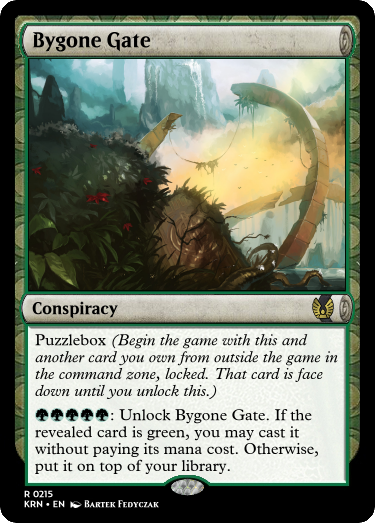 Bygone Gate
Conspiracy
Puzzlebox (Begin the game with this and
another card you own from outside the game in
the command zone, locked. That card is face
down until you unlock this.)
: Unlock Bygone Gate. If the
revealed card is green, you may cast it
without paying its mana cost. Otherwise,
put it on top of your library.
R 0215
KRN • EN Bartek Fedyczak